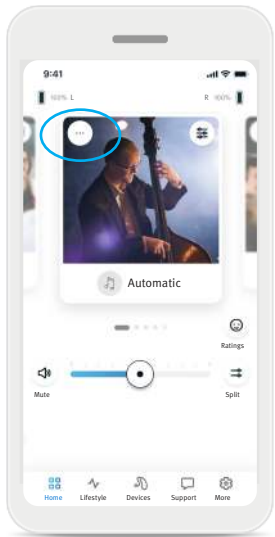 9:41
100% L R 100%
Automatic
Ratings
Mute Split
Home Lifestyle Devices Support More